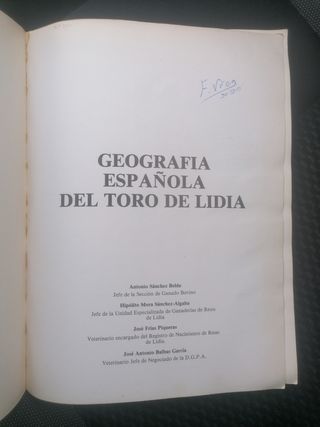 GEOGRAFIA
ESPAÑOLA
DEL TORO DE LIDIA
Antonio Sánchez Belda
Jefe de la Sección de Ganado Bovino
Hipólito Mora Sánchez-Algaba
Jefe de la Unidad Especializada de Ganaderías de Reses
de Lidia
José Frías Piqueras
Veterinario encargado del Registro de Nacimientos de Reses
de Lidia
José Antonio Balbas García
Veterinario Jefe de Negociado de la D.G.P.A.